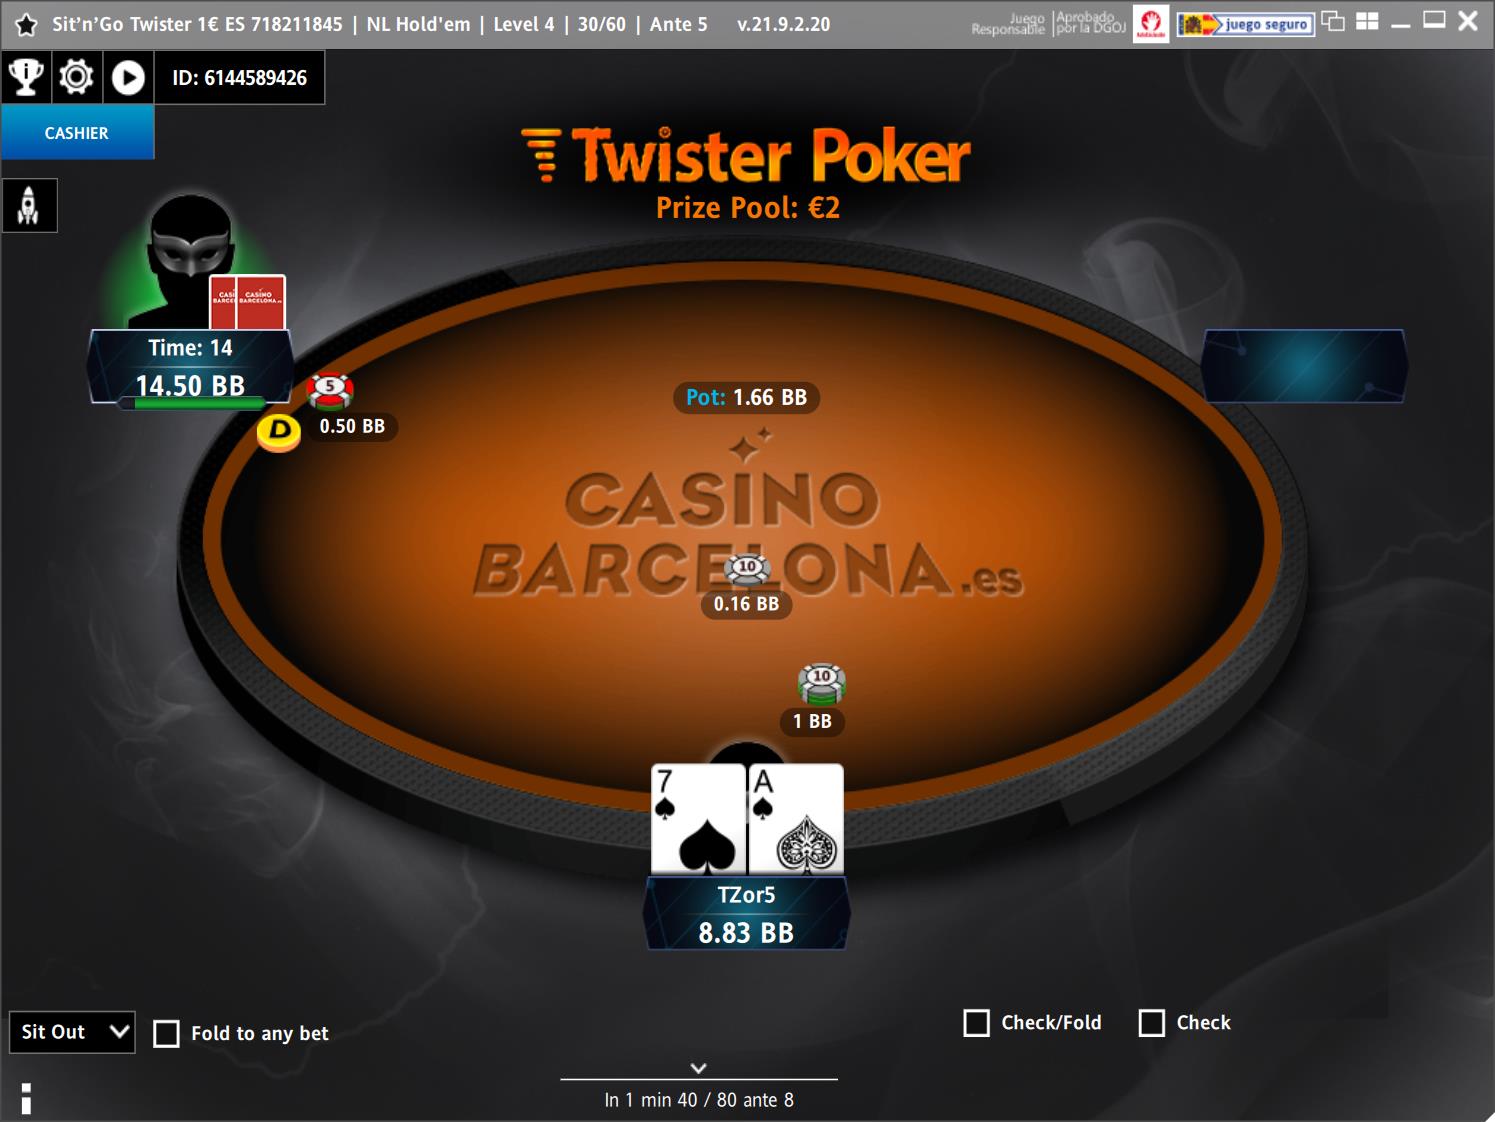 Sit'n'Go Twister 1€ ES 718211845 | NL Hold'em | Level 4 | 30/60 | Ante 5 v.21.9.2.20
Juego Responsable
Aprobado por la DGOJ
juego seguro
ID: 6144589426
CASHIER
Twister Poker
Prize Pool: €2
CASINO BARCELONA.es
Time: 14
14.50 BB
5
D
0.50 BB
Pot: 1.66 BB
CASINO
BARCELONA.es
10
0.16 BB
10
1 BB
7 A
TZor5
8.83 BB
Sit Out
Fold to any bet
Check/Fold
Check
In 1 min 40 / 80 ante 8